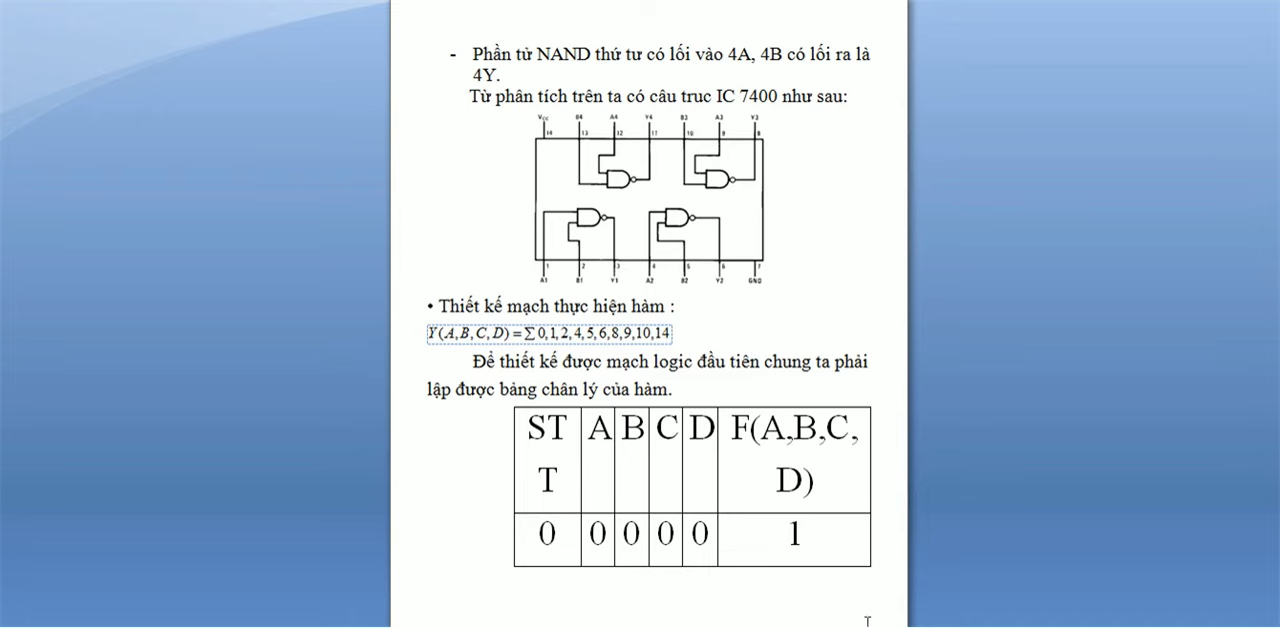 - Phần tử NAND thứ tư có lối vào 4A, 4B có lối ra là
4Y.
Từ phân tích trên ta có câu truc IC 7400 như sau:
Vcc B4 A4 Y4 B3 A3 Y3
14 13 12 11 10 9 8
1 2 3 4 5 6 7
A1 B1 Y1 A2 B2 Y2 GND
• Thiết kế mạch thực hiện hàm :
Y(A,B,C,D)=∑0,1,2,4,5,6,8,9,10,14
Để thiết kế được mạch logic đầu tiên chung ta phải
lập được bảng chân lý của hàm.
ST A B C D F(A,B,C,
T D)
0 0 0 0 0 1